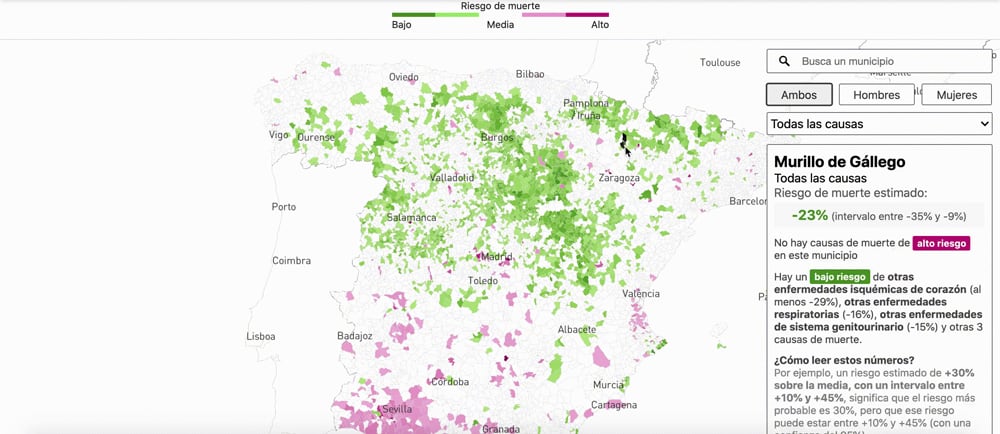 Riesgo de muerte
Bajo
Media
Alto
Oviedo
Bilbao
Toulouse
Pamplona
/ Iruña
Vigo
Ourense
Burgos
Valladolid
Zaragoza
Barcelon
Porto
Salamanca
Coimbra
Madrid
Toledo
València
Lisboa
Badajoz
Albacete
Córdoba
Murcia
Cartagena
Sevilla
Granada
Busca un municipio
Marseille
Ambos
Hombres
Mujeres
Todas las causas
Murillo de Gállego
Todas las causas
Riesgo de muerte estimado:
-23% (intervalo entre -35% y -9%)
No hay causas de muerte de alto riesgo
en este municipio
Hay un bajo riesgo de otras
enfermedades isquémicas de corazón (al
menos -29%), otras enfermedades
respiratorias (-16%), otras enfermedades
de sistema genitourinario (-15%) y otras 3
causas de muerte.
¿Cómo leer estos números?
Por ejemplo, un riesgo estimado de +30%
sobre la media, con un intervalo entre
+10% y +45%, significa que el riesgo más
probable es 30%, pero que ese riesgo
puede estar entre +10% y +45% (con una